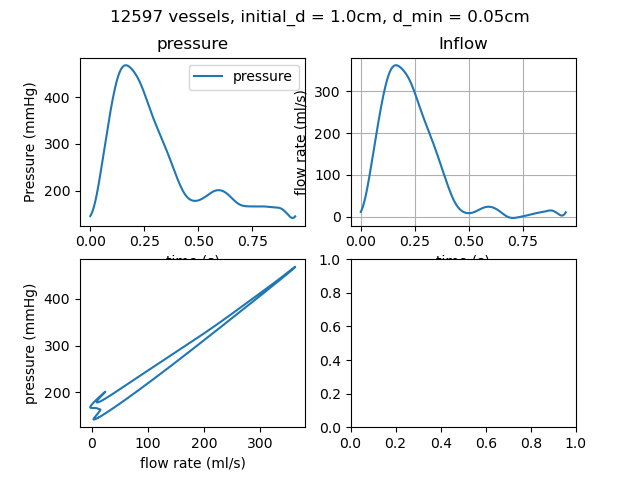 12597 vessels, initial_d = 1.0cm, d_min = 0.05cm
pressure
Pressure (mmHg)
400
300
200
pressure
0.00 0.25 0.50 0.75
time (s)
Inflow
flow rate (ml/s)
300
200
100
0
0.00 0.25 0.50 0.75
time (s)
pressure (mmHg)
400
300
200
0 100 200 300
flow rate (ml/s)
1.0
0.8
0.6
0.4
0.2
0.0
0.0 0.2 0.4 0.6 0.8 1.0